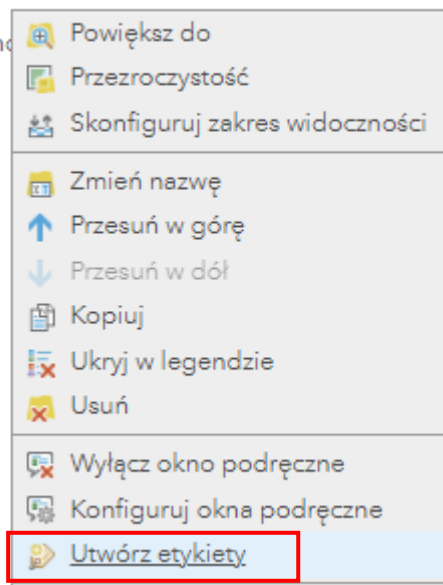 Powiększ do
Przezroczystość
Skonfiguruj zakres widoczności
Zmień nazwę
Przesuń w górę
Przesuń w dół
Kopiuj
Ukryj w legendzie
Usuń
Wyłącz okno podręczne
Konfiguruj okna podręczne
Utwórz etykiety